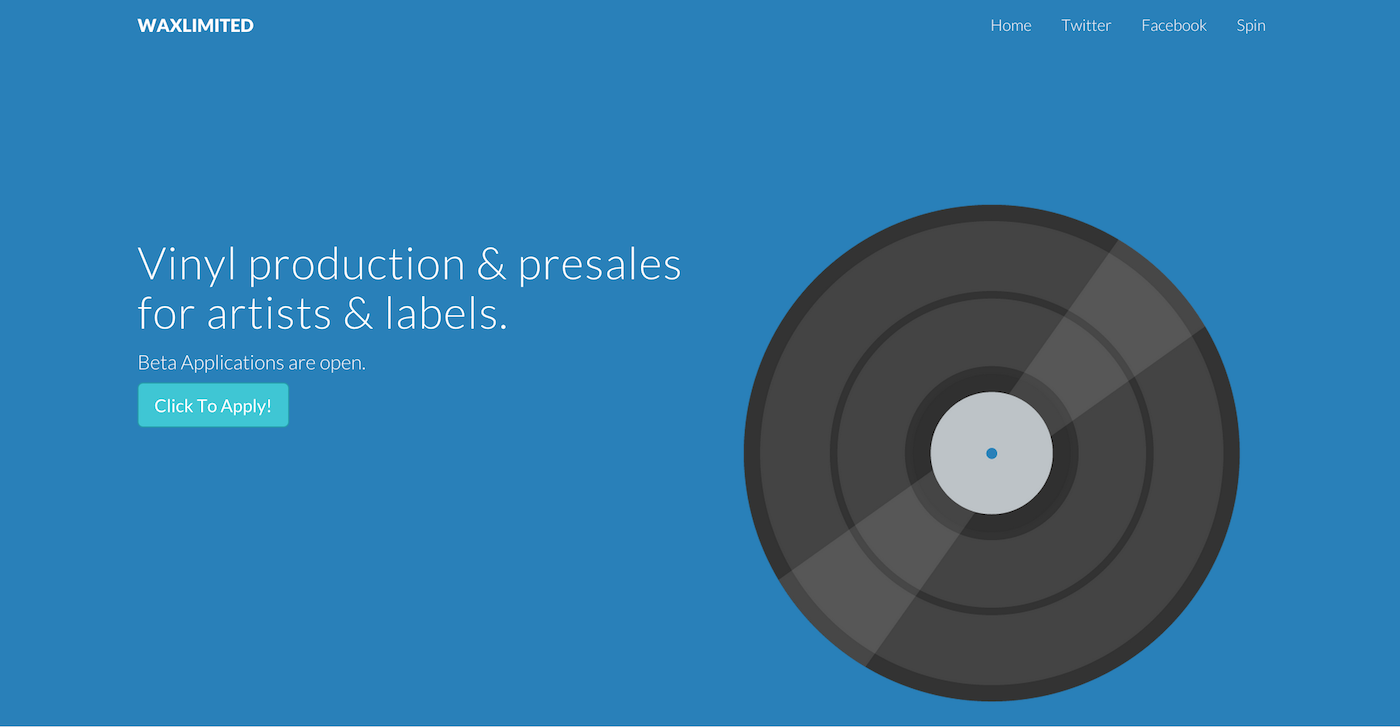 WAXLIMITED
Home Twitter Facebook Spin
Vinyl production & presales
for artists & labels.
Beta Applications are open.
Click To Apply!